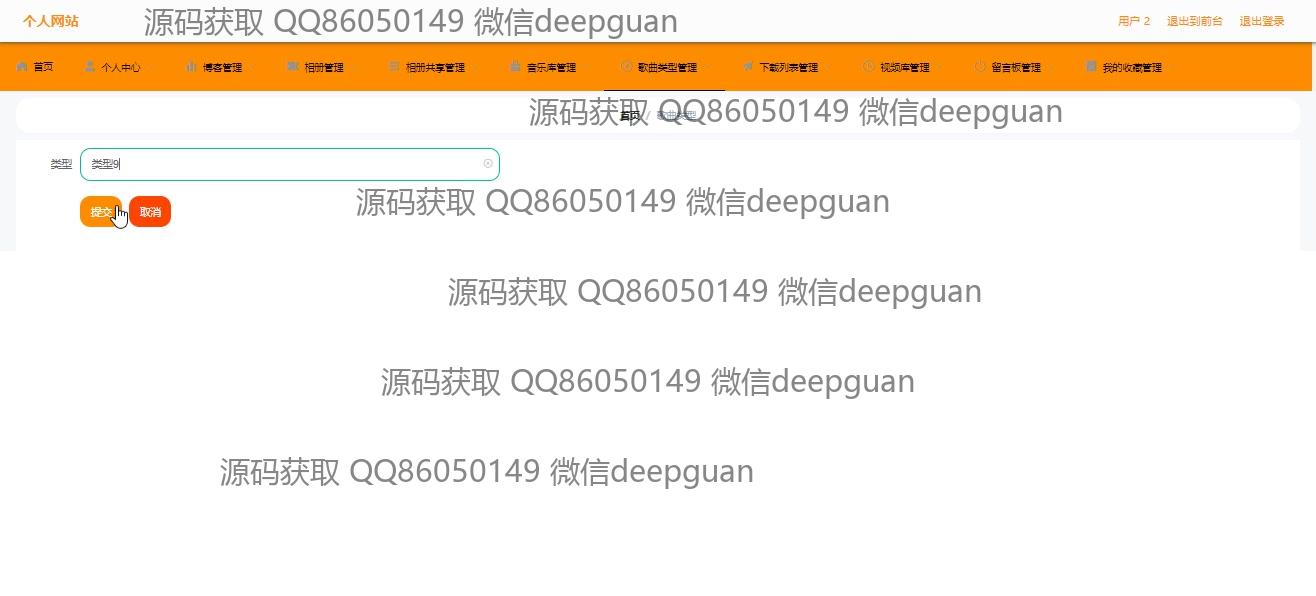 个人网站
源码获取 QQ86050149 微信deepguan
用户 2 退出到前台 退出登录
首页 个人中心 博客管理 相册管理 相册共享管理 音乐库管理 歌曲类型管理 下载列表管理 视频库管理 留言板管理 我的收藏管理
源码获取 QQ86050149 微信deepguan
首页 / 歌曲类型
类型 类型9
源码获取 QQ86050149 微信deepguan
提交 取消
源码获取 QQ86050149 微信deepguan
源码获取 QQ86050149 微信deepguan
源码获取 QQ86050149 微信deepguan